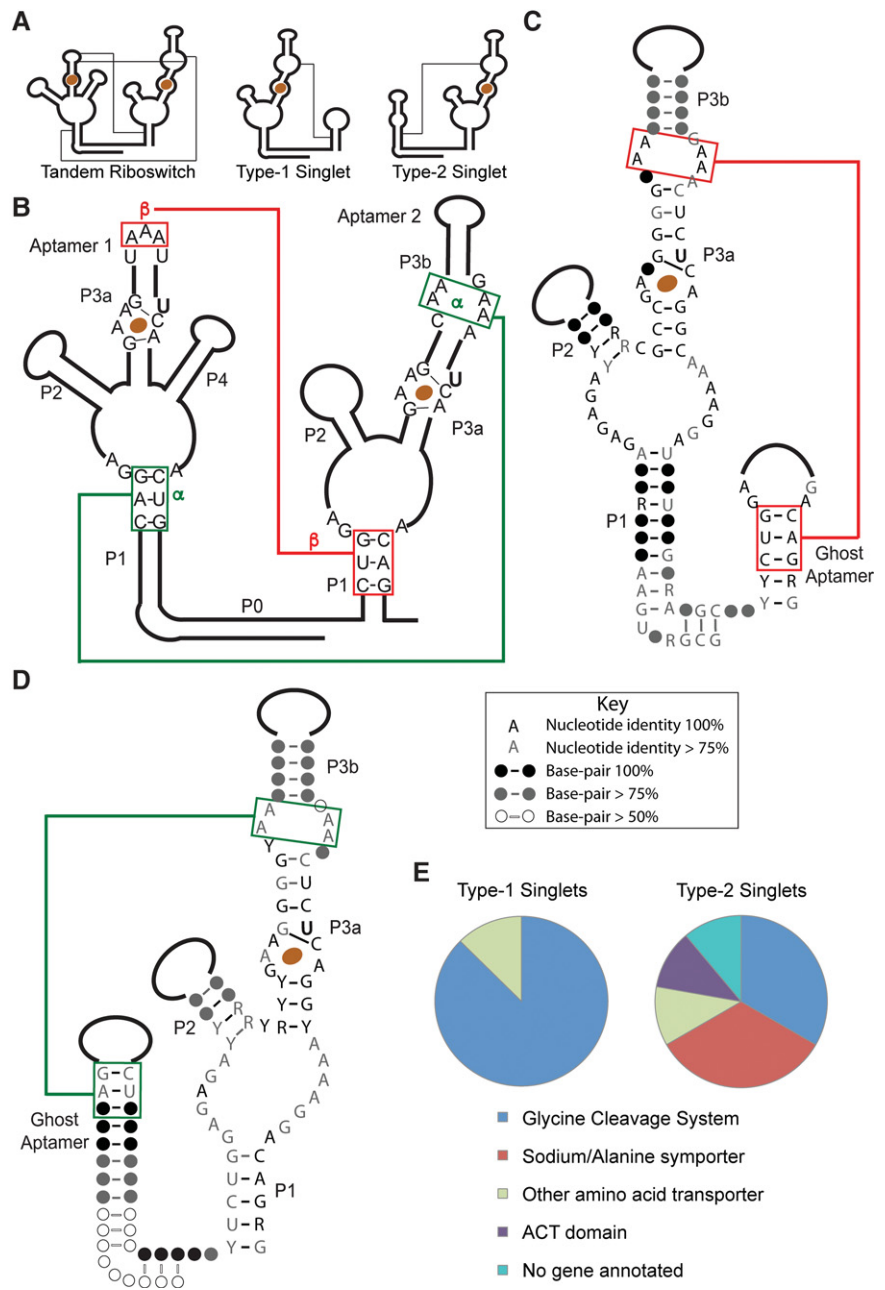 A
Tandem Riboswitch
Type-1 Singlet
Type-2 Singlet
B
β
Aptamer 1
A A A
U U
P3a
G U
A C
A A
G
P2
P4
A
G
G-C
A-U
C-G
A
α
P1
P0
Aptamer 2
P3b
A G
A α A
C A
A
G U
A C
A A
G
P3a
P2
A
G
β
G-C
U-A
C-G
A
P1
C
P3b
A G
A A
A
G A
G-C
G-U
G-C
G U
P3a
C
A A
G-G
C-G
C-C
G
P2
R
R
Y
Y
C
A
G
A
G
A
G
A-U
A
A
A
A
G
G
A
P1
R-U
G
A
A
G
U
R
A
R
G
C
G C
G
A G
A
G-C
U-A
C-G
Y-R
Y-G
Ghost
Aptamer
D
P3b
A
A A
Y A
G-C
G-U
G-C
G U
P3a
A C
A A
G
Y-G
Y-G
R-Y
P2
R
R
Y
Y
Y
A
G
A
G
A
G
A
A
A
A
G
G
A
G-C
U-A
C-G
U-R
Y-G
P1
G-C
A-U
Ghost
Aptamer
Key
A Nucleotide identity 100%
A Nucleotide identity > 75%
Base-pair 100%
Base-pair > 75%
Base-pair > 50%
E
Type-1 Singlets
Type-2 Singlets
Glycine Cleavage System
Sodium/Alanine symporter
Other amino acid transporter
ACT domain
No gene annotated